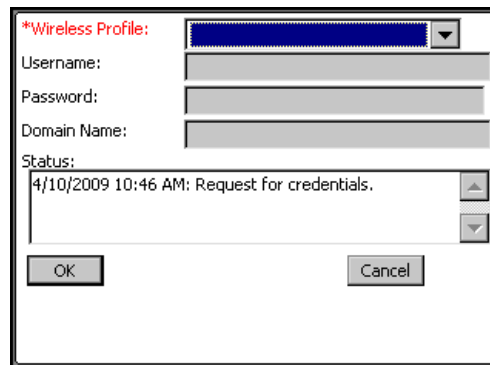 *Wireless Profile:
Username:
Password:
Domain Name:
Status:
4/10/2009 10:46 AM: Request for credentials.
OK
Cancel